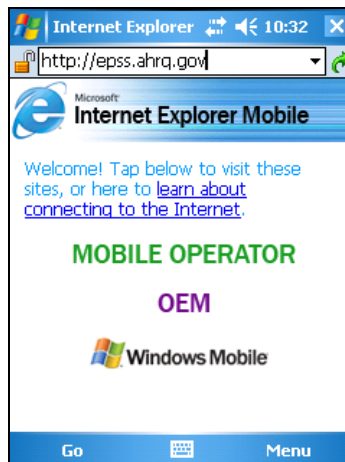 Internet Explorer 10:32
http://epss.ahrq.gov
Microsoft
Internet Explorer Mobile
Welcome! Tap below to visit these
sites, or here to learn about
connecting to the Internet.
MOBILE OPERATOR
OEM
Windows Mobile
Go Menu